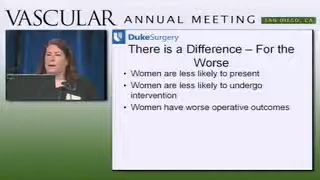 VASCULAR ANNUAL MEETING SAN DIEGO, CA
DukeSurgery
There is a Difference – For the
Worse
• Women are less likely to present
• Women are less likely to undergo
intervention
• Women have worse operative outcomes